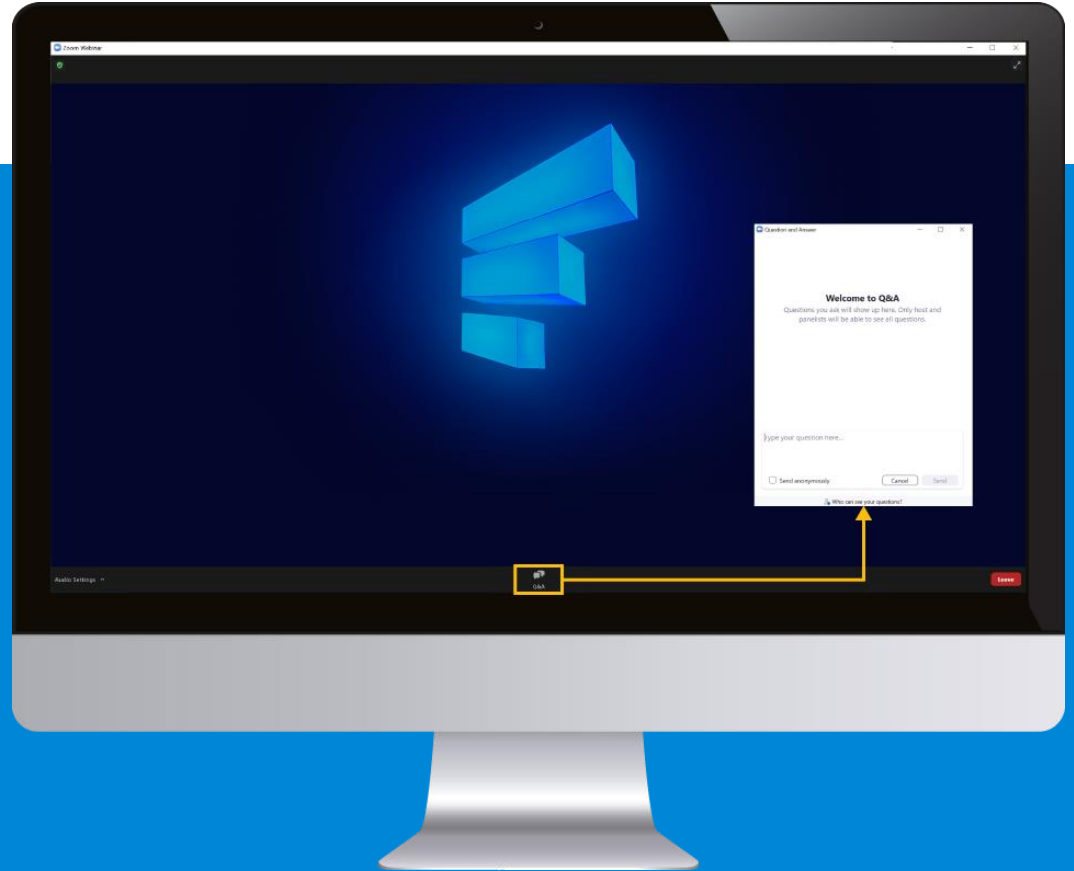 Zoom Webinar
Question and Answer
Welcome to Q&A
Questions you ask will show up here. Only host and
panelists will be able to see all questions.
Type your question here...
Send anonymously
Cancel
Send
Who can see your questions?
Audio Settings
Q&A
Leave